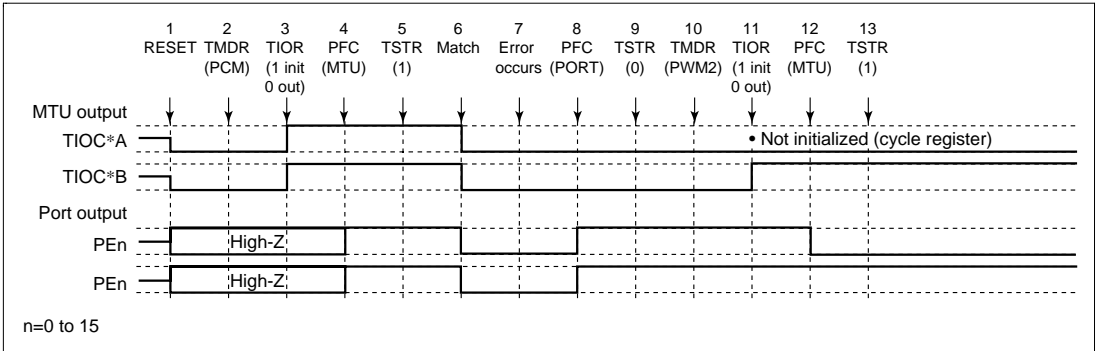 1 2 3 4 5 6 7 8 9 10 11 12 13
RESET TMDR TIOR PFC TSTR Match Error PFC TSTR TMDR TIOR PFC TSTR
(PCM) (1 init (MTU) (1) occurs (PORT) (0) (PWM2) (1 init (MTU) (1)
0 out) 0 out)
MTU output
TIOC*A • Not initialized (cycle register)
TIOC*B
Port output
PEn High-Z
PEn High-Z
n=0 to 15